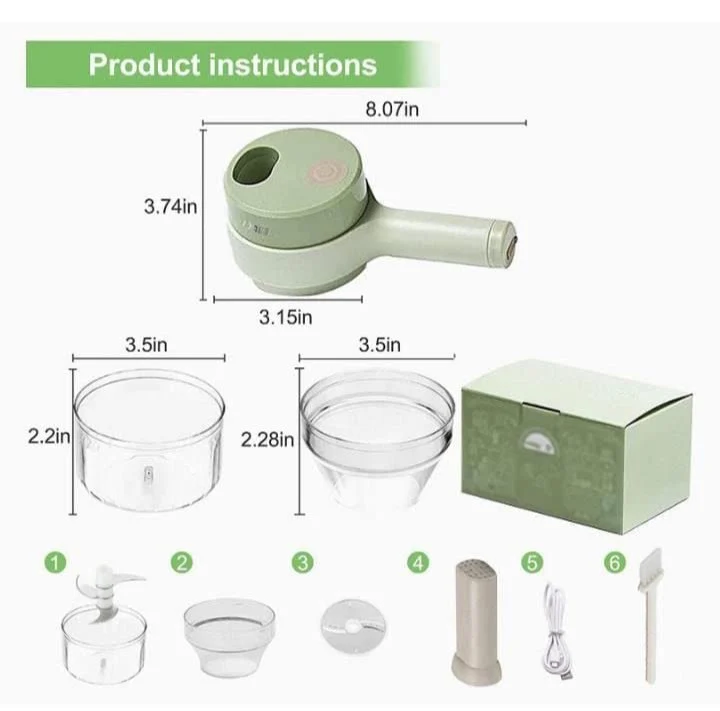 Product instructions
8.07in
3.74in
3.15in
3.5in
3.5in
2.2in
2.28in
1
2
3
4
5
6